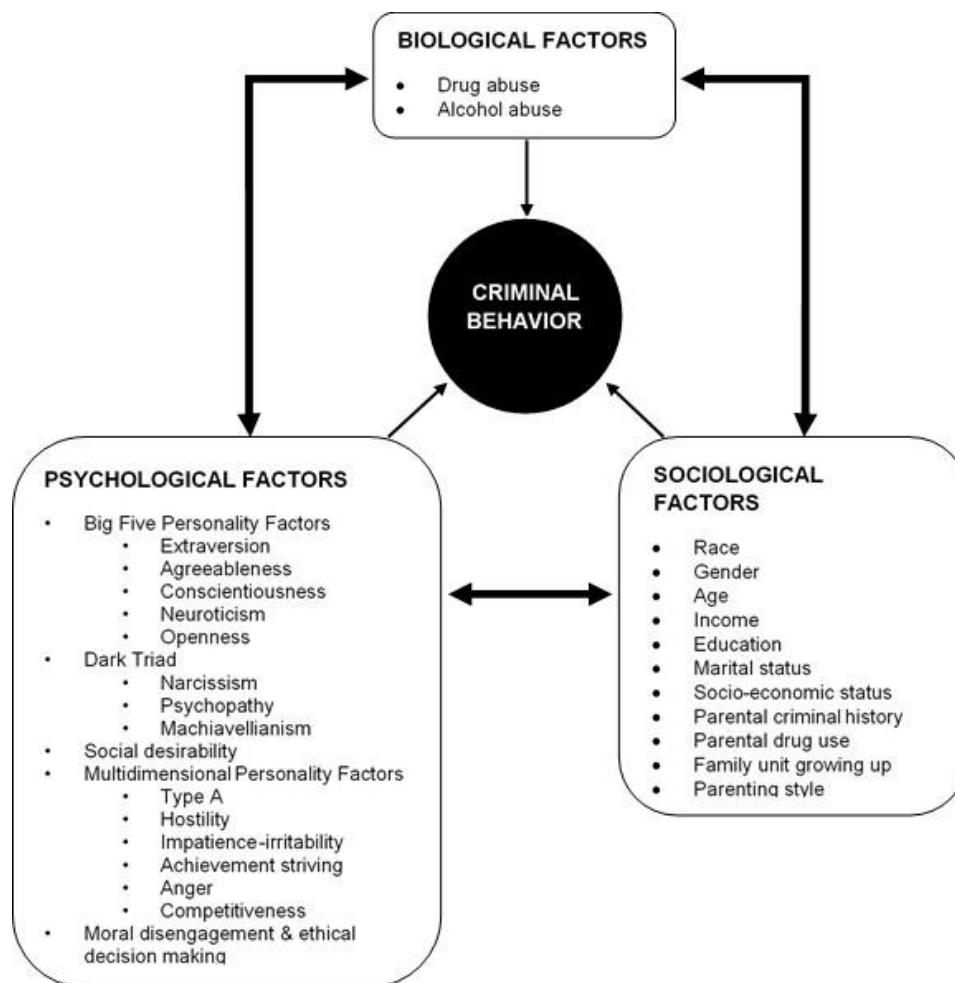 BIOLOGICAL FACTORS
• Drug abuse
• Alcohol abuse
CRIMINAL
BEHAVIOR
PSYCHOLOGICAL FACTORS
• Big Five Personality Factors
• Extraversion
• Agreeableness
• Conscientiousness
• Neuroticism
• Openness
• Dark Triad
• Narcissism
• Psychopathy
• Machiavellianism
• Social desirability
• Multidimensional Personality Factors
• Type A
• Hostility
• Impatience-irritability
• Achievement striving
• Anger
• Competitiveness
• Moral disengagement & ethical
decision making
SOCIOLOGICAL
FACTORS
• Race
• Gender
• Age
• Income
• Education
• Marital status
• Socio-economic status
• Parental criminal history
• Parental drug use
• Family unit growing up
• Parenting style